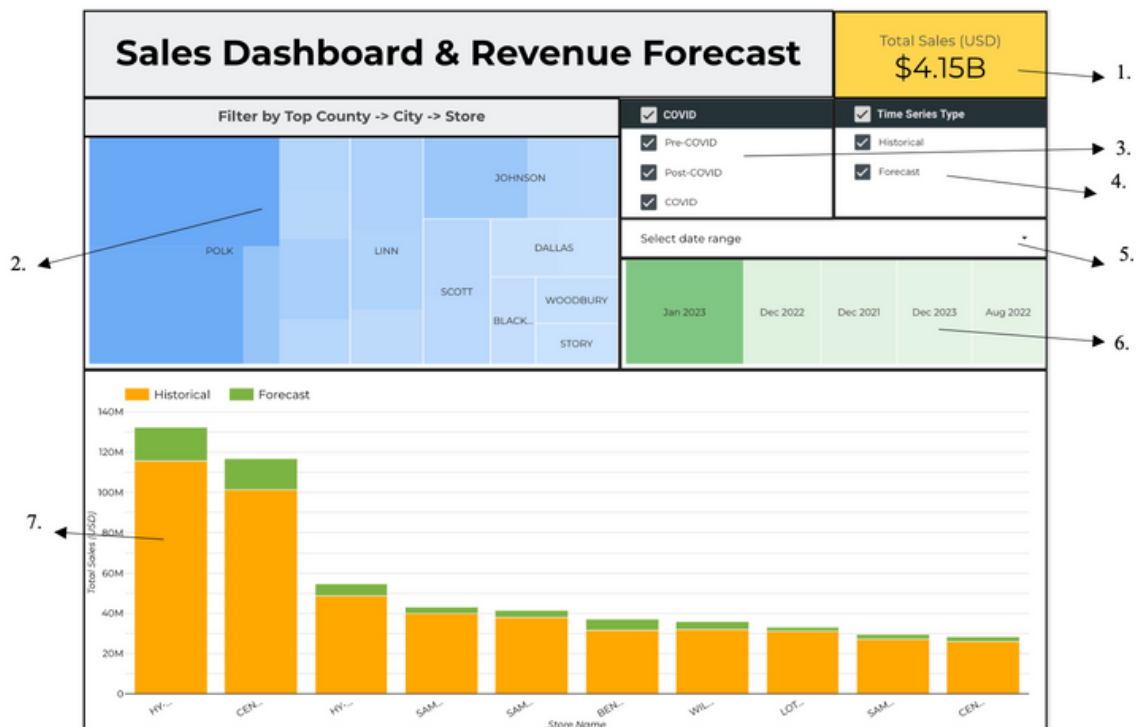 Sales Dashboard & Revenue Forecast
Total Sales (USD)
$4.15B
1.
Filter by Top County -> City -> Store
COVID
Pre-COVID
Post-COVID
COVID
3.
Time Series Type
Historical
Forecast
4.
2.
POLK
LINN
JOHNSON
SCOTT
DALLAS
BLACK...
WOODBURY
STORY
Select date range
5.
Jan 2023
Dec 2022
Dec 2021
Dec 2023
Aug 2022
6.
Historical
Forecast
7.
Total Sales (USD)
140M
120M
100M
80M
60M
40M
20M
0
HY-...
CEN...
HY-...
SAM...
SAM...
BEN...
WIL...
LOT...
SAM...
CEN...
Store Name